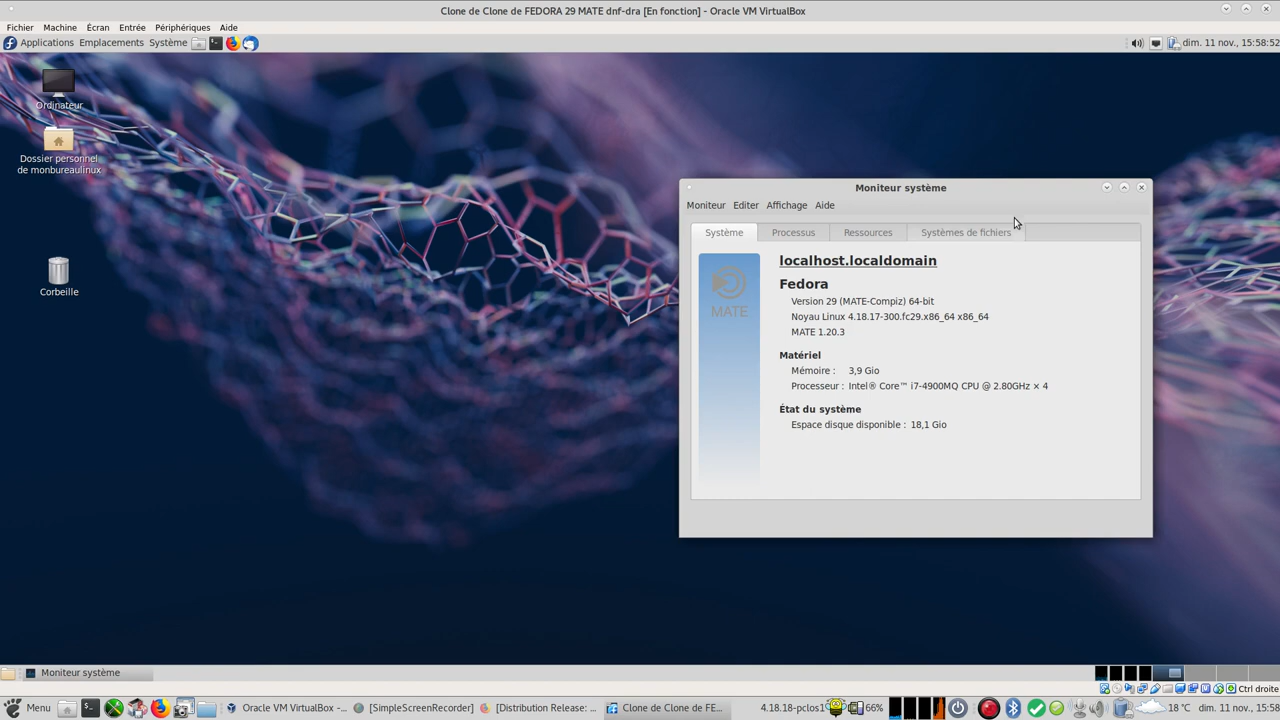 Clone de Clone de FEDORA 29 MATE dnf-dra [En fonction] - Oracle VM VirtualBox
Fichier Machine Écran Entrée Périphériques Aide
Applications Emplacements Système
dim. 11 nov., 15:58:52
Ordinateur
Dossier personnel
de monbureaulinux
Corbeille
Moniteur système
Moniteur Editer Affichage Aide
Système Processus Ressources Systèmes de fichiers
MATE
localhost.localdomain
Fedora
Version 29 (MATE-Compiz) 64-bit
Noyau Linux 4.18.17-300.fc29.x86_64 x86_64
MATE 1.20.3
Matériel
Mémoire : 3,9 Gio
Processeur : Intel® Core™ i7-4900MQ CPU @ 2.80GHz × 4
État du système
Espace disque disponible : 18,1 Gio
Moniteur système
Ctrl droite
Menu
Oracle VM VirtualBox -...
[SimpleScreenRecorder]
[Distribution Release: ...
Clone de Clone de FE...
4.18.18-pclos1
66%
18 °C
dim. 11 nov., 15:58